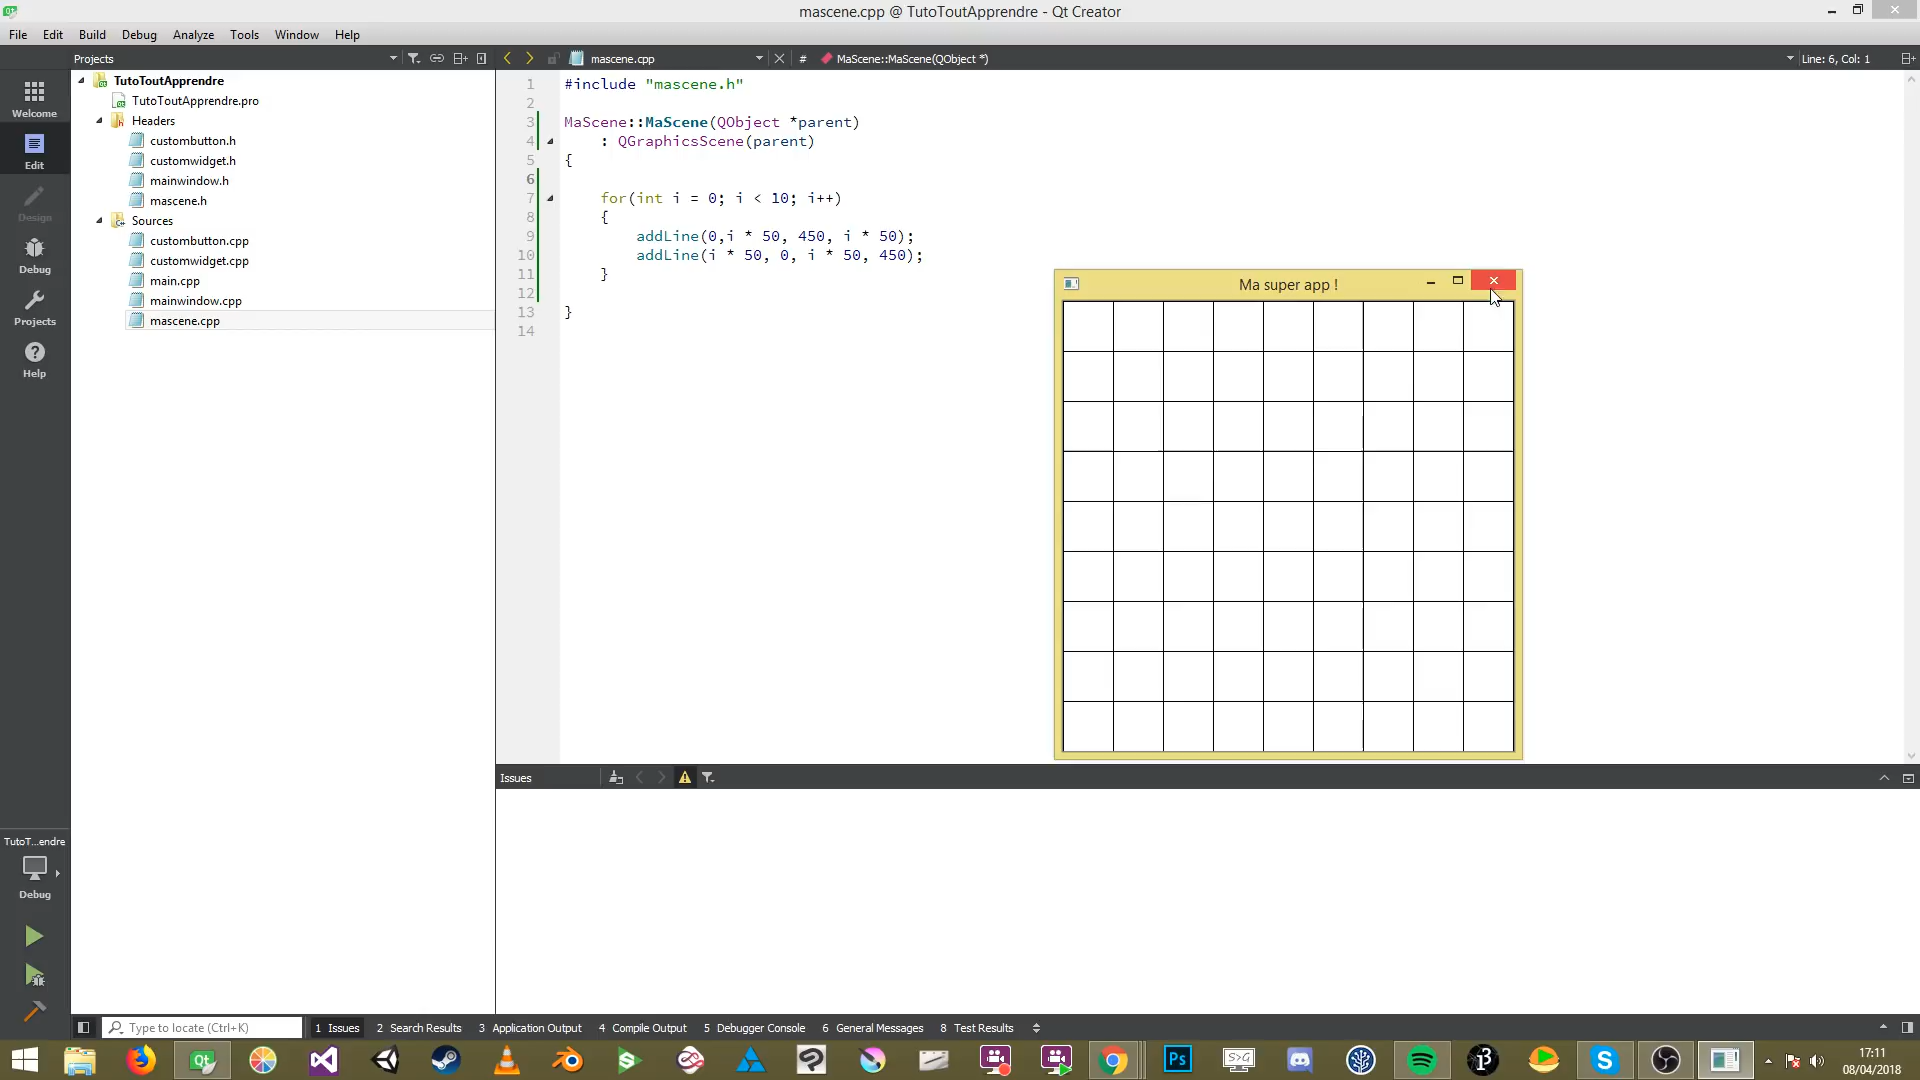 mascene.cpp @ TutoToutApprendre - Qt Creator
File Edit Build Debug Analyze Tools Window Help
Projects
mascene.cpp
# MaScene::MaScene(QObject *)
Line: 6, Col: 1
Welcome
Edit
Design
Debug
Projects
Help
TutoToutApprendre
TutoToutApprendre.pro
Headers
custombutton.h
customwidget.h
mainwindow.h
mascene.h
Sources
custombutton.cpp
customwidget.cpp
main.cpp
mainwindow.cpp
mascene.cpp
1 #include "mascene.h"
2
3 MaScene::MaScene(QObject *parent)
4 : QGraphicsScene(parent)
5 {
6
7 for(int i = 0; i < 10; i++)
8 {
9 addLine(0,i * 50, 450, i * 50);
10 addLine(i * 50, 0, i * 50, 450);
11 }
12
13 }
14
Ma super app !
Issues
TutoT...endre
Debug
Type to locate (Ctrl+K)
1 Issues 2 Search Results 3 Application Output 4 Compile Output 5 Debugger Console 6 General Messages 8 Test Results
Qt
Ps
S>G
17:11
08/04/2018